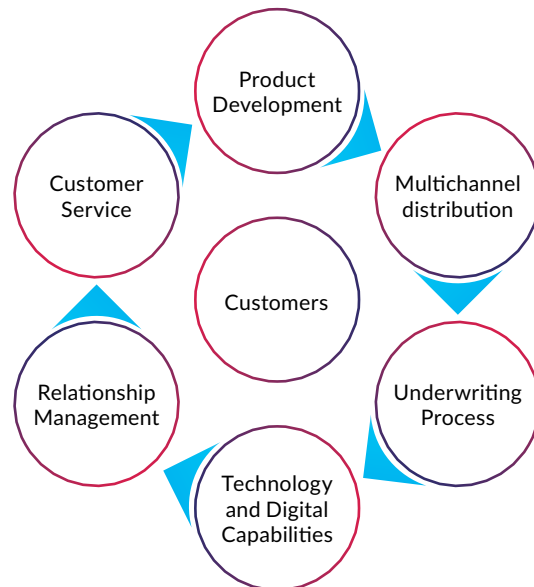 Product
Development
Customer
Service
Multichannel
distribution
Customers
Relationship
Management
Underwriting
Process
Technology
and Digital
Capabilities